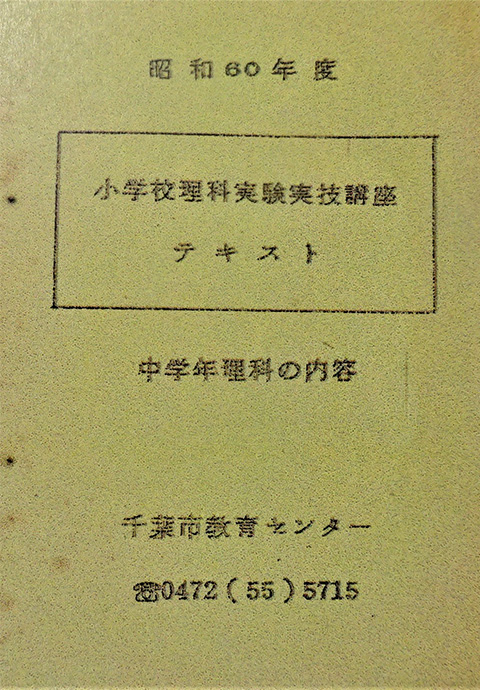 昭和60年度
小学校理科実験実技講座
テキスト
中学年理科の内容
千葉市教育センター
☎0472(55)5715